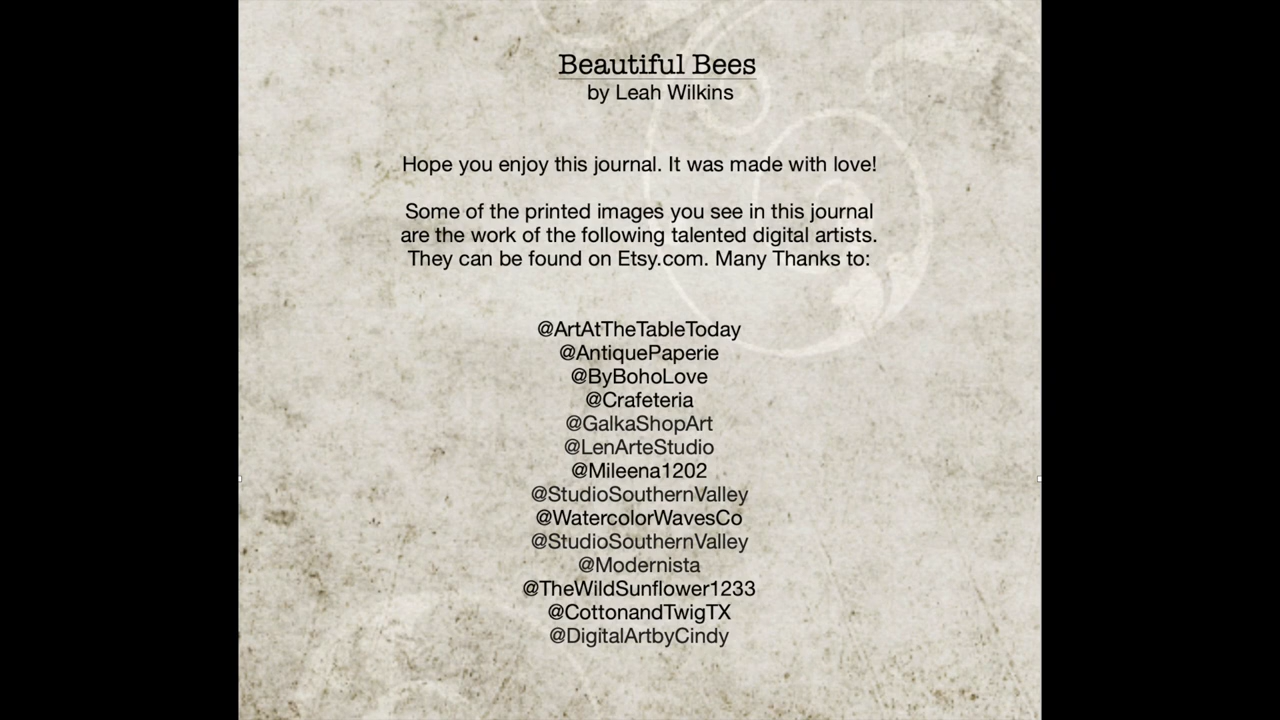 Beautiful Bees
by Leah Wilkins
Hope you enjoy this journal. It was made with love!
Some of the printed images you see in this journal
are the work of the following talented digital artists.
They can be found on Etsy.com. Many Thanks to:
@ArtAtTheTableToday
@AntiquePaperie
@ByBohoLove
@Crafeteria
@GalkaShopArt
@LenArteStudio
@Mileena1202
@StudioSouthernValley
@WatercolorWavesCo
@StudioSouthernValley
@Modernista
@TheWildSunflower1233
@CottonandTwigTX
@DigitalArtbyCindy